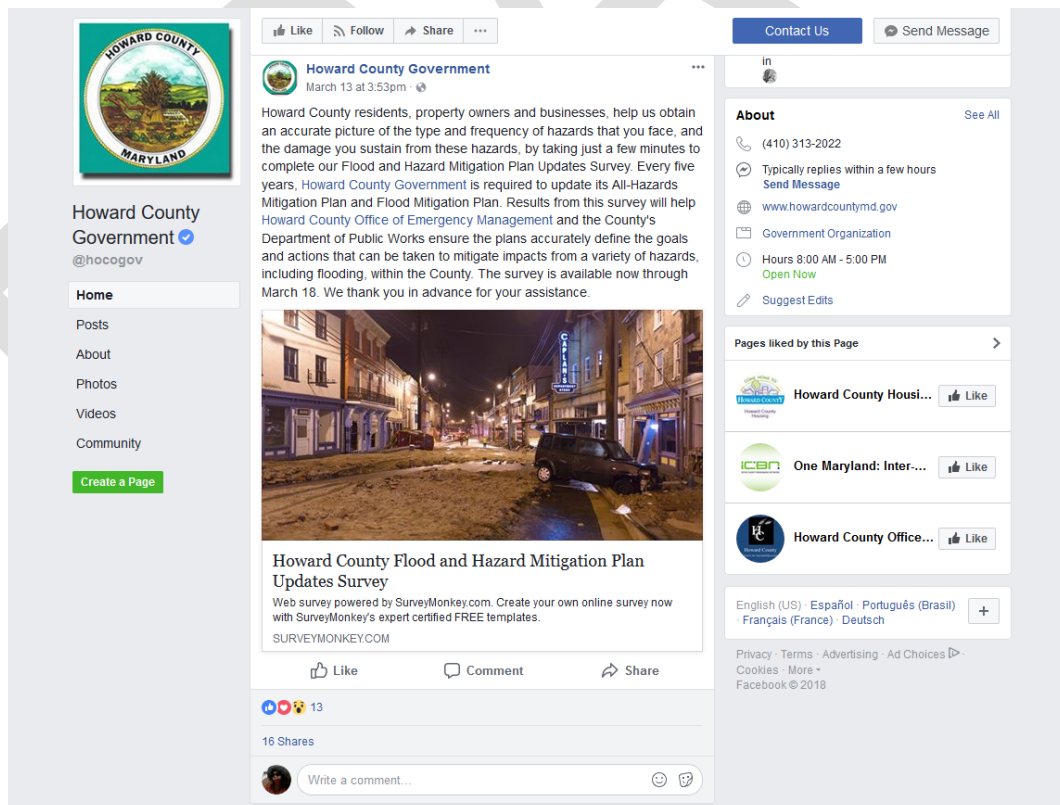 HOWARD COUNTY
MARYLAND
Howard County
Government
@hocogov
Home
Posts
About
Photos
Videos
Community
Create a Page
Like
Follow
Share
Contact Us
Send Message
Howard County Government
March 13 at 3:53pm ·
Howard County residents, property owners and businesses, help us obtain
an accurate picture of the type and frequency of hazards that you face, and
the damage you sustain from these hazards, by taking just a few minutes to
complete our Flood and Hazard Mitigation Plan Updates Survey. Every five
years, Howard County Government is required to update its All-Hazards
Mitigation Plan and Flood Mitigation Plan. Results from this survey will help
Howard County Office of Emergency Management and the County's
Department of Public Works ensure the plans accurately define the goals
and actions that can be taken to mitigate impacts from a variety of hazards,
including flooding, within the County. The survey is available now through
March 18. We thank you in advance for your assistance.
CAPLAN'S
Howard County Flood and Hazard Mitigation Plan
Updates Survey
Web survey powered by SurveyMonkey.com. Create your own online survey now
with SurveyMonkey's expert certified FREE templates.
SURVEYMONKEY.COM
Like
Comment
Share
13
16 Shares
Write a comment...
in
About
See All
(410) 313-2022
Typically replies within a few hours
Send Message
www.howardcountymd.gov
Government Organization
Hours 8:00 AM - 5:00 PM
Open Now
Suggest Edits
Pages liked by this Page
HOWARD COUNTY
Howard County
Housing
Howard County Housi...
Like
ICBN
One Maryland: Inter-...
Like
HC
Howard County
Howard County Office...
Like
English (US) · Español · Português (Brasil)
· Français (France) · Deutsch
+
Privacy · Terms · Advertising · Ad Choices ·
Cookies · More
Facebook © 2018